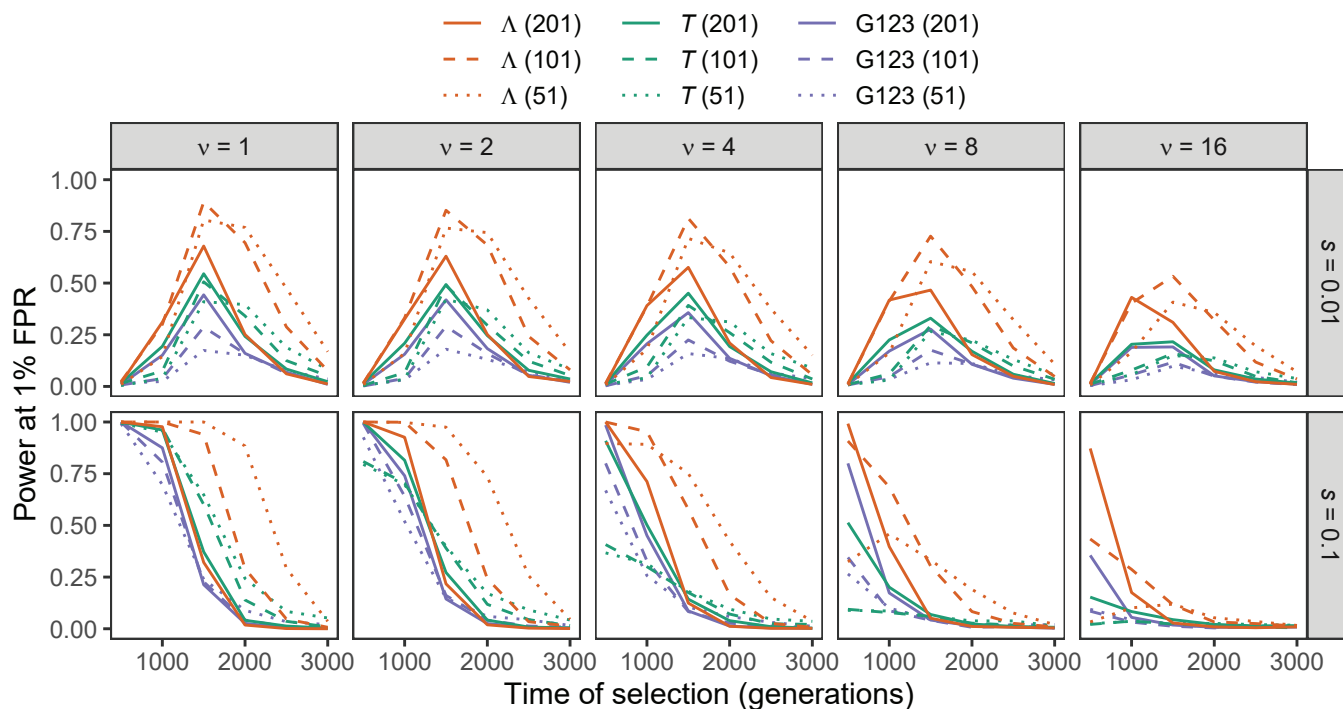 Λ (201) T (201) G123 (201)
Λ (101) T (101) G123 (101)
Λ (51) T (51) G123 (51)
ν = 1 ν = 2 ν = 4 ν = 8 ν = 16
1.00
0.75
0.50
0.25
0.00
s = 0.01
1.00
0.75
0.50
0.25
0.00
s = 0.1
Power at 1% FPR
1000 2000 3000 1000 2000 3000 1000 2000 3000 1000 2000 3000 1000 2000 3000
Time of selection (generations)